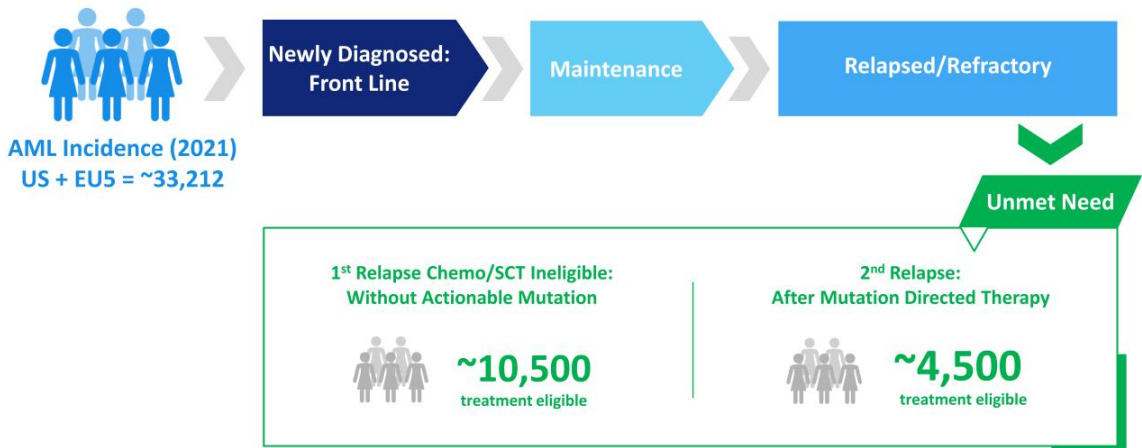 Newly Diagnosed:
Front Line
Maintenance
Relapsed/Refractory
AML Incidence (2021)
US + EU5 = ~33,212
Unmet Need
1st Relapse Chemo/SCT Ineligible:
Without Actionable Mutation
~10,500
treatment eligible
2nd Relapse:
After Mutation Directed Therapy
~4,500
treatment eligible